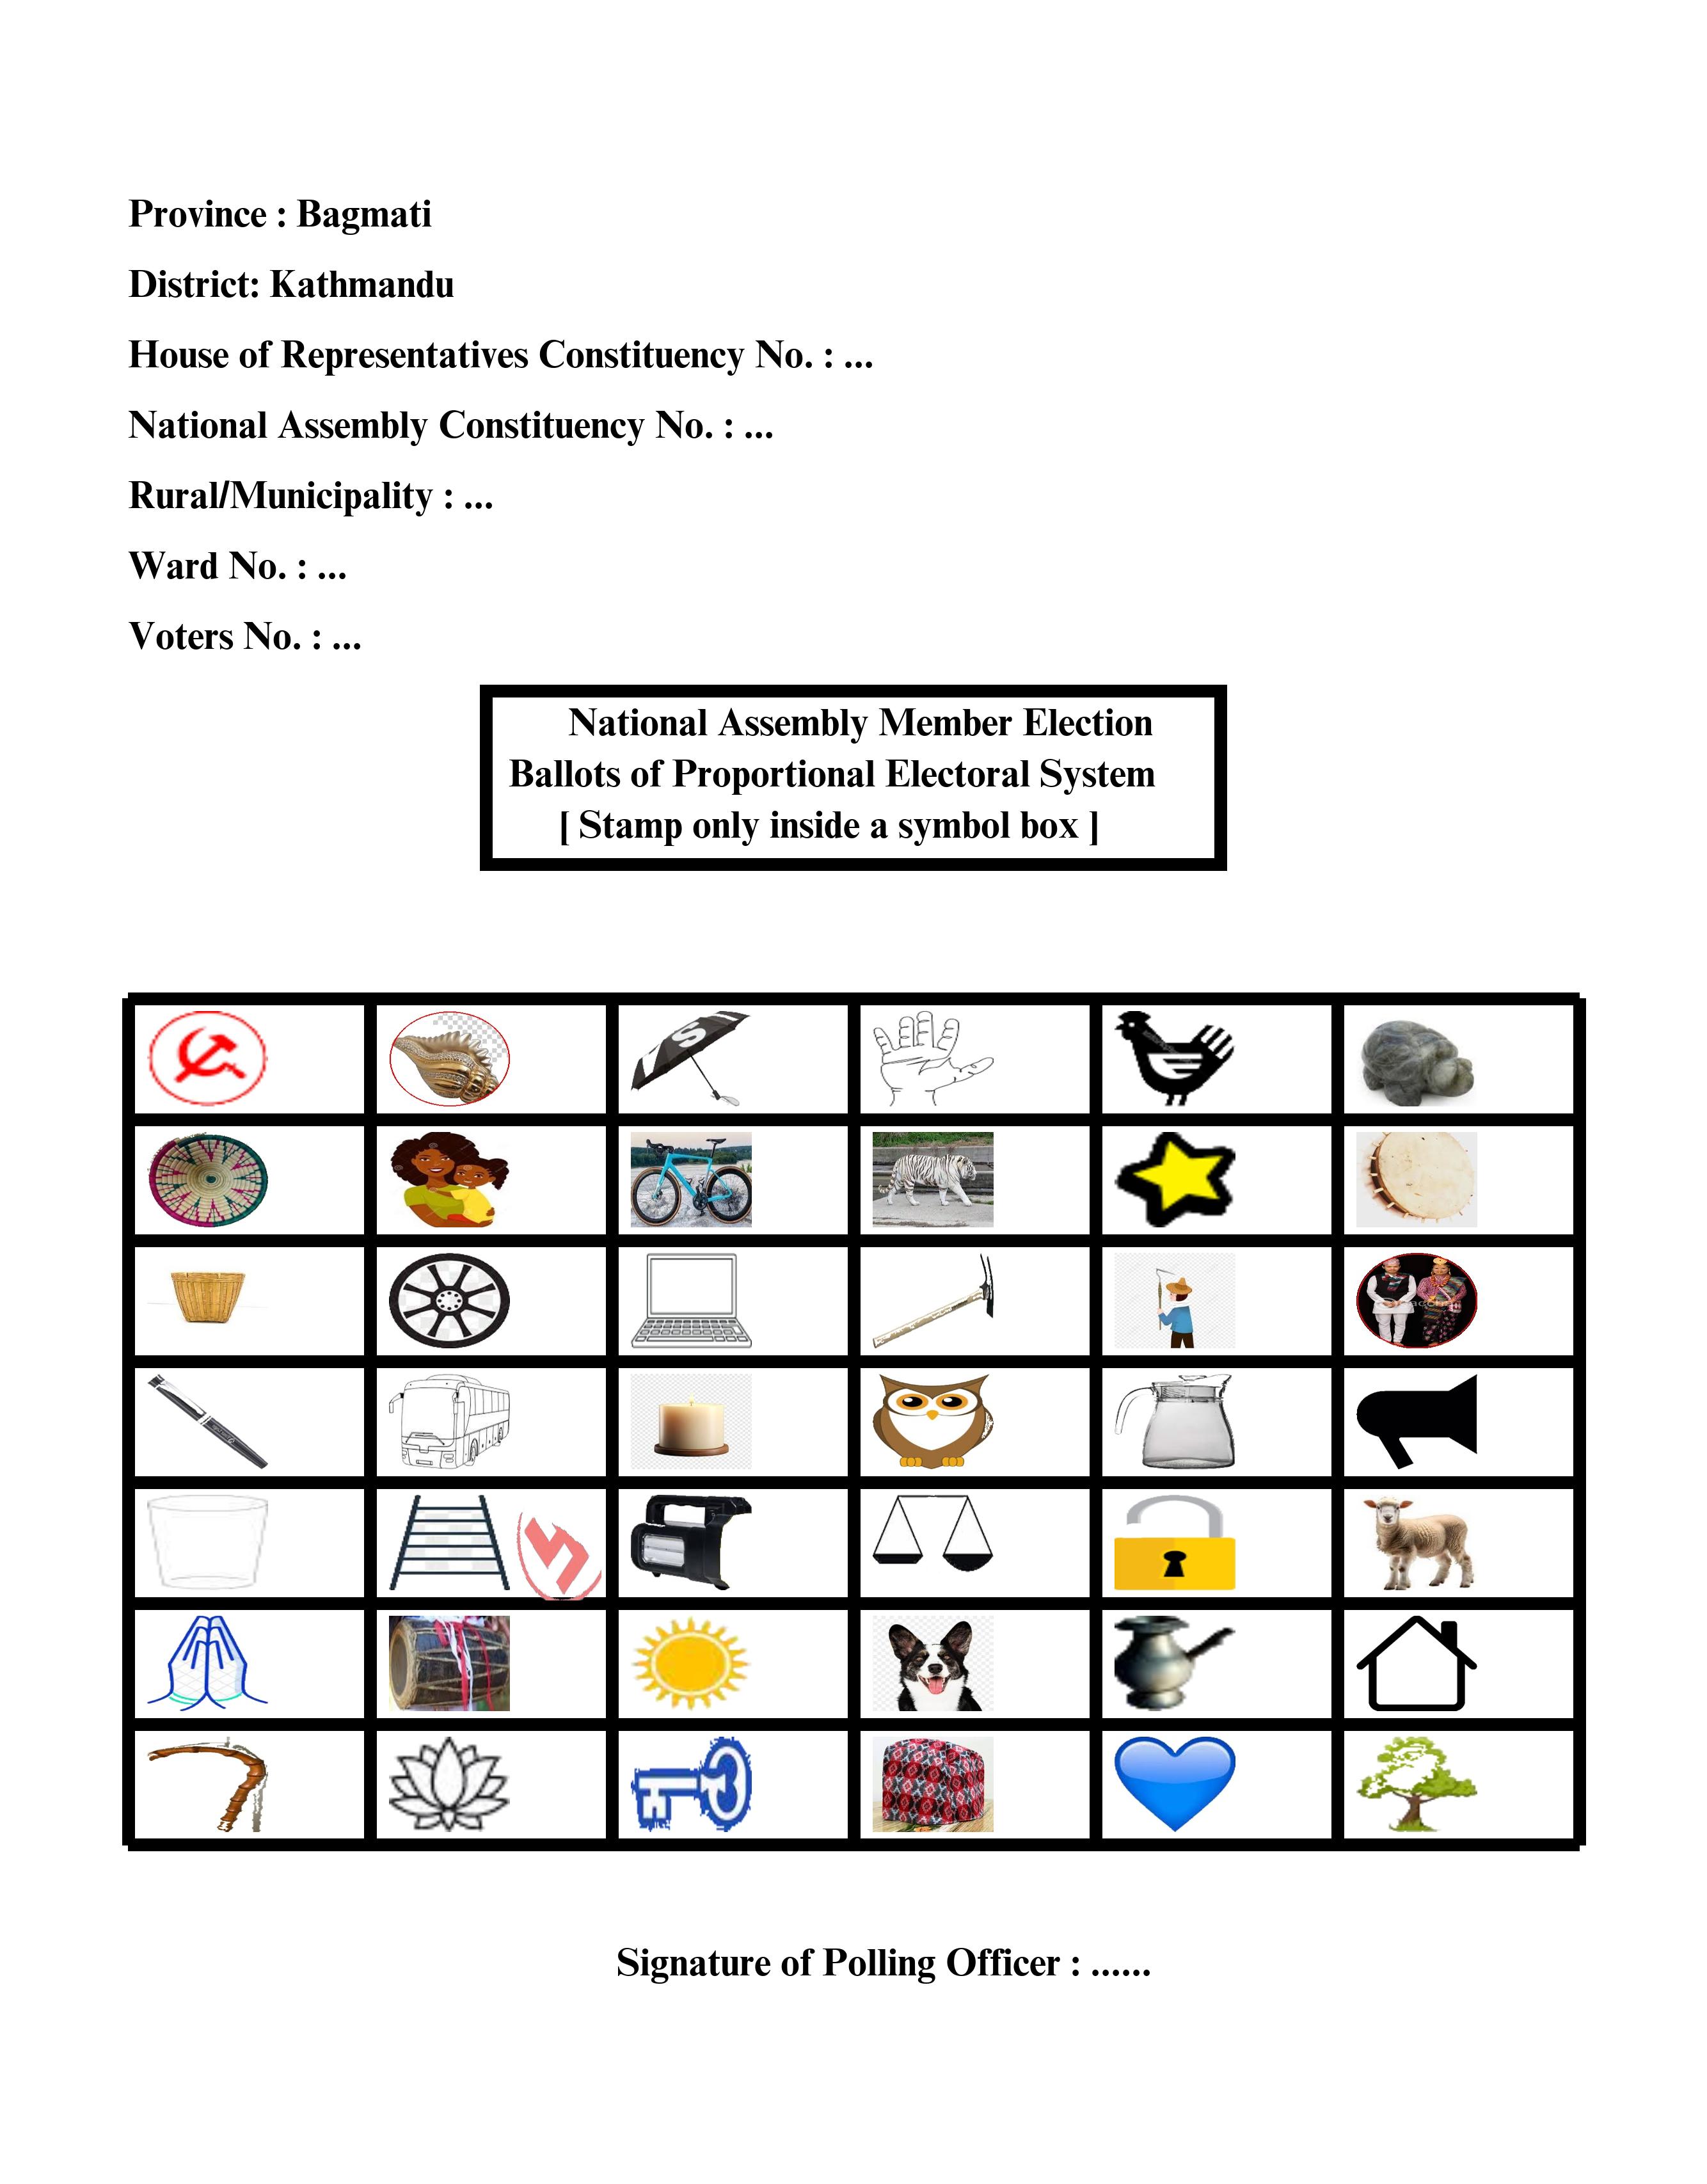 Province : Bagmati
District: Kathmandu
House of Representatives Constituency No. : ...
National Assembly Constituency No. : ...
Rural/Municipality : ...
Ward No. : ...
Voters No. : ...
National Assembly Member Election
Ballots of Proportional Electoral System
[ Stamp only inside a symbol box ]
Signature of Polling Officer : ......